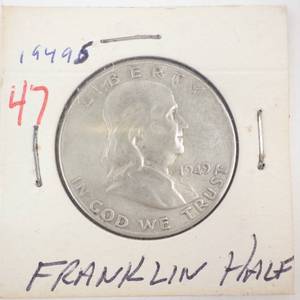 1949S
47
LIBERTY
1949
IN GOD WE TRUST
FRANKLIN HALF